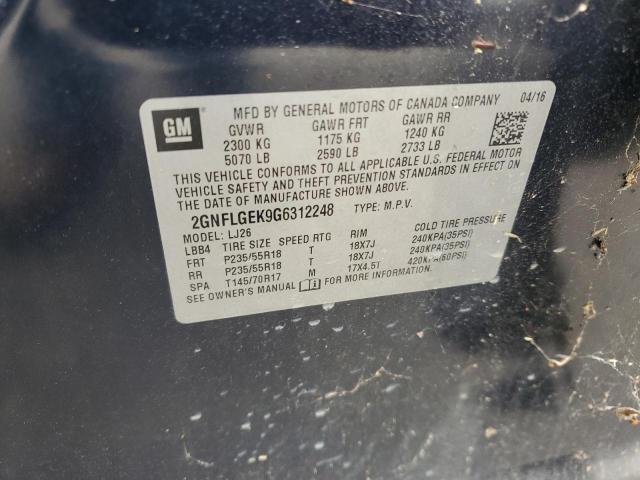 GM
MFD BY GENERAL MOTORS OF CANADA COMPANY 04/16
GVWR GAWR FRT GAWR RR
2300 KG 1175 KG 1240 KG
5070 LB 2590 LB 2733 LB
THIS VEHICLE CONFORMS TO ALL APPLICABLE U.S. FEDERAL MOTOR
VEHICLE SAFETY AND THEFT PREVENTION STANDARDS IN EFFECT ON
THE DATE OF MANUFACTURE SHOWN ABOVE.
2GNFLGEK9G6312248 TYPE: M.P.V.
MODEL: LJ26
LBB4 TIRE SIZE SPEED RTG RIM COLD TIRE PRESSURE
FRT P235/55R18 T 18X7J 240KPA(35PSI)
RR P235/55R18 T 18X7J 240KPA(35PSI)
SPA T145/70R17 M 17X4.5T 420KPA(60PSI)
SEE OWNER'S MANUAL FOR MORE INFORMATION.